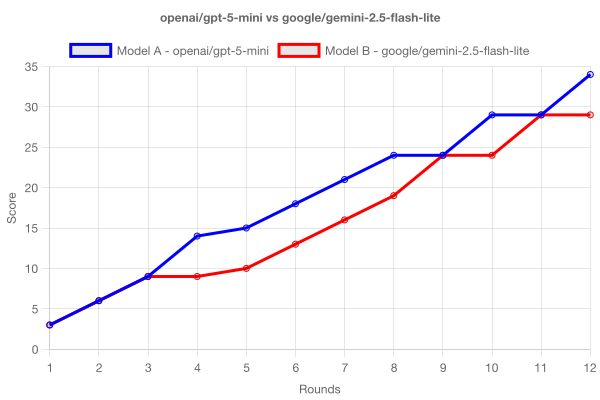 openai/gpt-5-mini vs google/gemini-2.5-flash-lite
Model A - openai/gpt-5-mini Model B - google/gemini-2.5-flash-lite
35
30
25
20
15
10
5
0
Score
1 2 3 4 5 6 7 8 9 10 11 12
Rounds